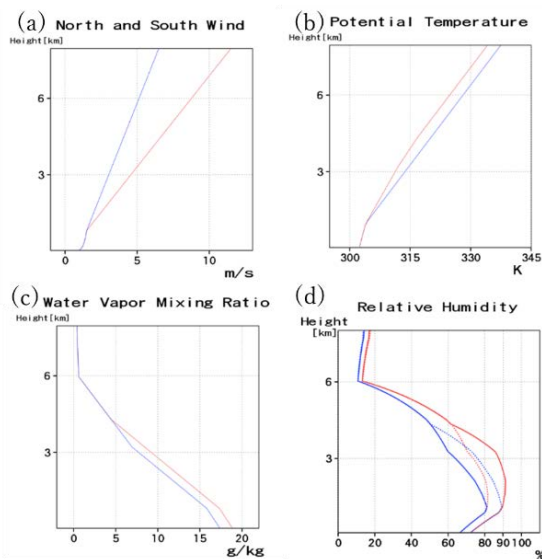 (a) North and South Wind
Height[km]
6
3
0 5 10
m/s
(b) Potential Temperature
Height[km]
6
3
300 315 330 345
K
(c) Water Vapor Mixing Ratio
Height[km]
6
3
0 5 10 15 20
g/kg
(d) Relative Humidity
Height
[km]
6
3
0 20 40 60 80 90 100
%